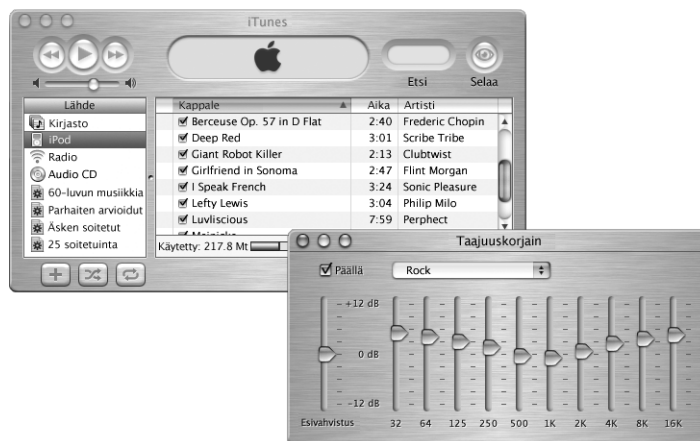 iTunes
Etsi
Selaa
Lähde
Kirjasto
iPod
Radio
Audio CD
60-luvun musiikkia
Parhaiten arvioidut
Äsken soitetut
25 soitetuinta
Kappale Aika Artisti
Berceuse Op. 57 in D Flat 2:40 Frederic Chopin
Deep Red 3:01 Scribe Tribe
Giant Robot Killer 2:13 Clubtwist
Girlfriend in Sonoma 2:47 Flint Morgan
I Speak French 3:24 Sonic Pleasure
Lefty Lewis 3:04 Philip Milo
Luvliscious 7:59 Perphect
Käytetty: 217.8 Mt
Taajuuskorjain
Päällä Rock
+12 dB
0 dB
-12 dB
Esivahvistus 32 64 125 250 500 1K 2K 4K 8K 16K